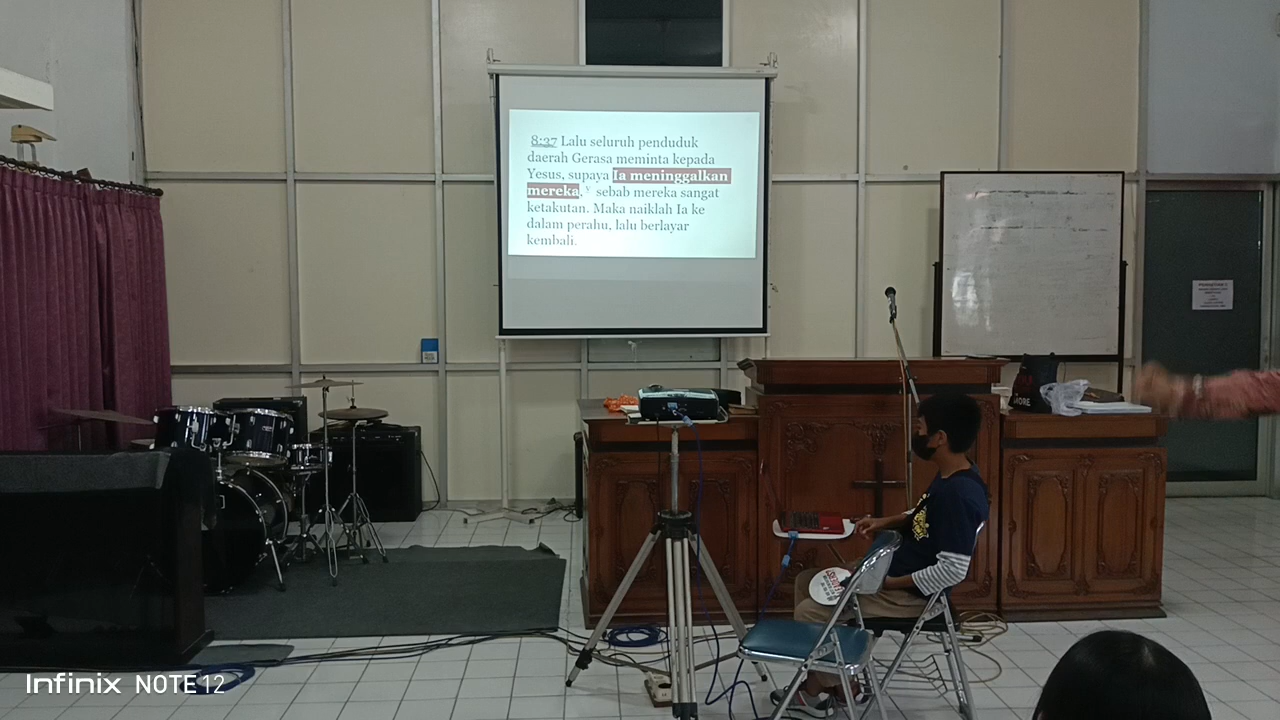 8:37 Lalu seluruh penduduk
daerah Gerasa meminta kepada
Yesus, supaya Ia meninggalkan
mereka, y sebab mereka sangat
ketakutan. Maka naiklah Ia ke
dalam perahu, lalu berlayar
kembali.
MORE
Infinix NOTE 12